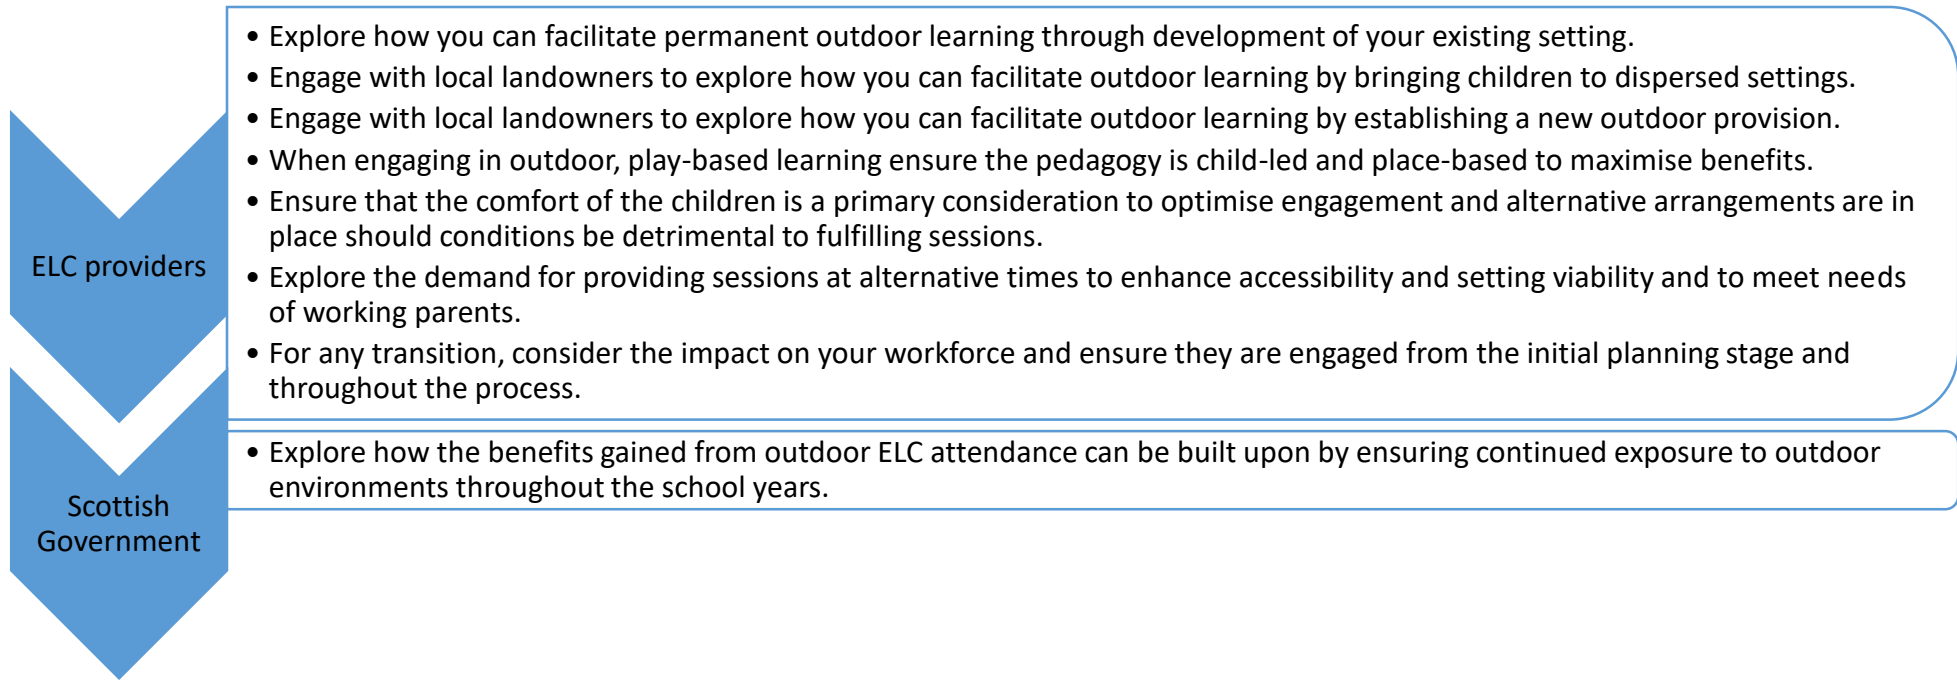 ELC providers
• Explore how you can facilitate permanent outdoor learning through development of your existing setting.
• Engage with local landowners to explore how you can facilitate outdoor learning by bringing children to dispersed settings.
• Engage with local landowners to explore how you can facilitate outdoor learning by establishing a new outdoor provision.
• When engaging in outdoor, play-based learning ensure the pedagogy is child-led and place-based to maximise benefits.
• Ensure that the comfort of the children is a primary consideration to optimise engagement and alternative arrangements are in
place should conditions be detrimental to fulfilling sessions.
• Explore the demand for providing sessions at alternative times to enhance accessibility and setting viability and to meet needs
of working parents.
• For any transition, consider the impact on your workforce and ensure they are engaged from the initial planning stage and
throughout the process.
Scottish
Government
• Explore how the benefits gained from outdoor ELC attendance can be built upon by ensuring continued exposure to outdoor
environments throughout the school years.